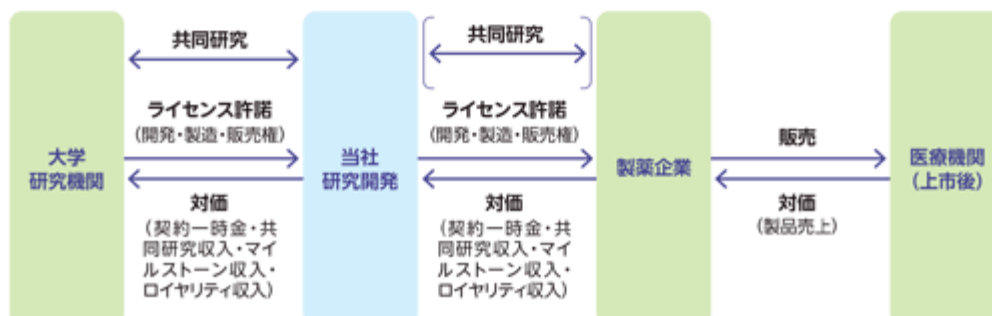 大学
研究機関
共同研究
ライセンス許諾
(開発・製造・販売権)
対価
(契約一時金・共
同研究収入・マイ
ルストーン収入・
ロイヤリティ収入)
当社
研究開発
共同研究
ライセンス許諾
(開発・製造・販売権)
対価
(契約一時金・共
同研究収入・マイ
ルストーン収入・
ロイヤリティ収入)
製薬企業
販売
対価
(製品売上)
医療機関
(上市後)